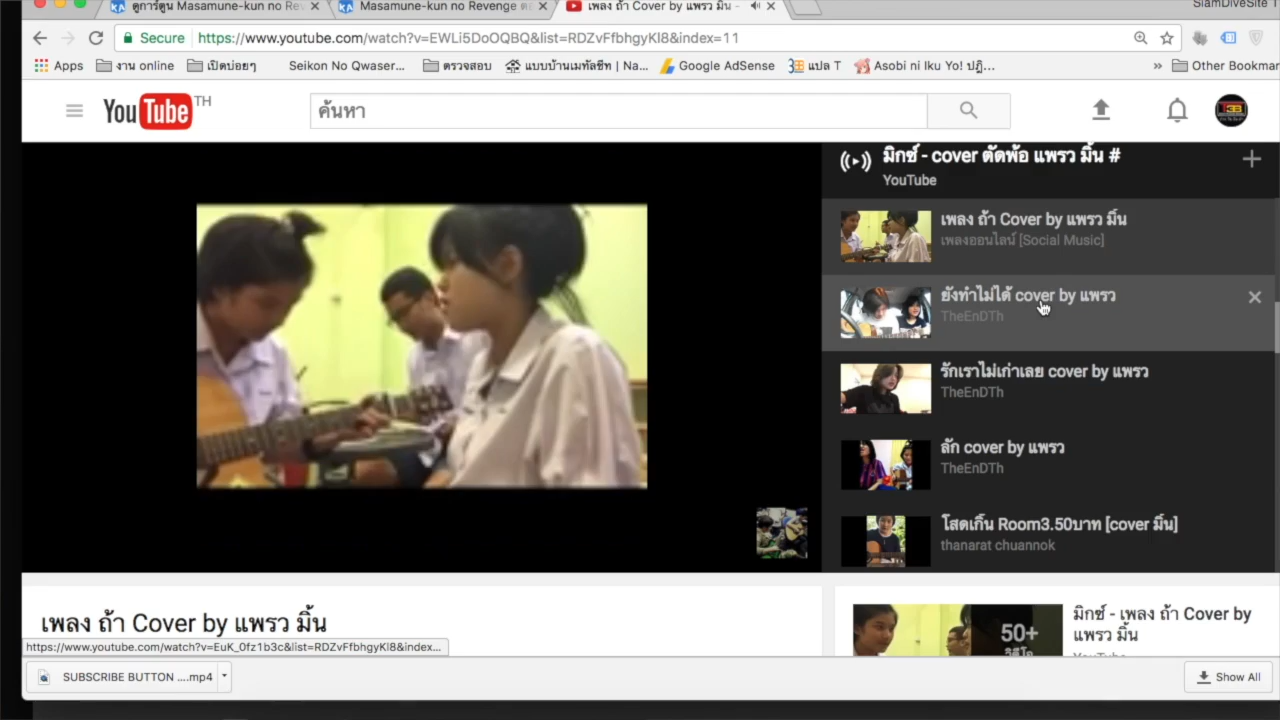 ดูการ์ตูน Masamune-kun no Rev
Masamune-kun no Revenge ต
เพลง ถ้า Cover by แพรว มิ้น -
SiamDiveSite T
Secure
https://www.youtube.com/watch?v=EWLi5DoOQBQ&list=RDZvFfbhgyKI8&index=11
Apps
งาน online
เปิดบ่อยๆ
Seikon No Qwaser...
ตรวจสอบ
แบบบ้านเมทัลชีท | Na...
Google AdSense
แปล T
Asobi ni Iku Yo! ปฏิ...
»
Other Bookmar
YouTube TH
ค้นหา
มิกซ์ - cover ตัดพ้อ แพรว มิ้น #
YouTube
เพลง ถ้า Cover by แพรว มิ้น
เพลงออนไลน์ [Social Music]
ยังทำไม่ได้ cover by แพรว
TheEnDTh
รักเราไม่เก่าเลย cover by แพรว
TheEnDTh
ลัก cover by แพรว
TheEnDTh
โสดเกิ้น Room3.50บาท [cover มิ้น]
thanarat chuannok
เพลง ถ้า Cover by แพรว มิ้น
50+
วิดีโอ
มิกซ์ - เพลง ถ้า Cover by
แพรว มิ้น
YouTube
https://www.youtube.com/watch?v=EuK_0fz1b3c&list=RDZvFfbhgyKI8&index...
SUBSCRIBE BUTTON ....mp4
Show All